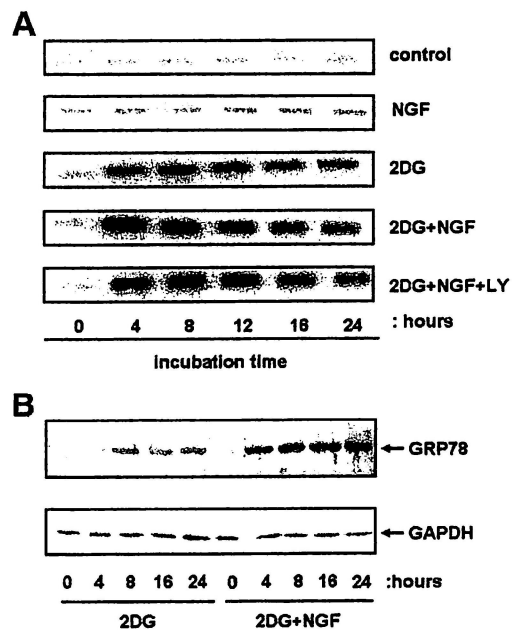 A
control
NGF
2DG
2DG+NGF
2DG+NGF+LY
0 4 8 12 16 24 : hours
incubation time
B
GRP78
GAPDH
0 4 8 16 24 0 4 8 16 24 :hours
2DG 2DG+NGF